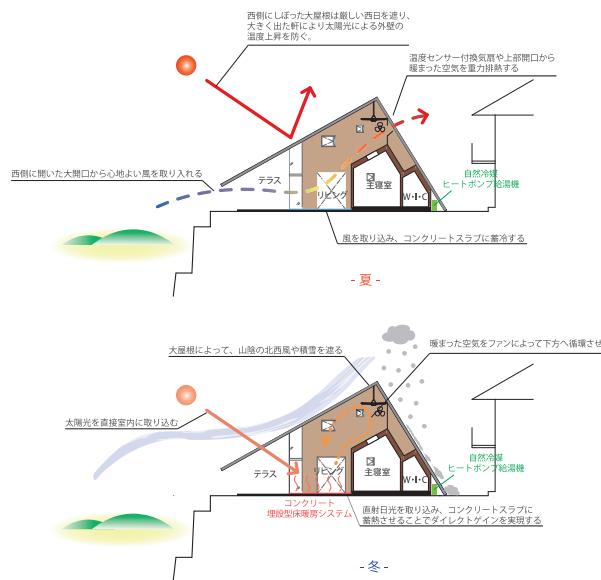 西側にしぼった大屋根は厳しい西日を遮り、
大きく出た軒により太陽光による外壁の
温度上昇を防ぐ。
温度センサー付換気扇や上部開口から
暖まった空気を重力排熱する
西側に開いた大開口から心地よい風を取り入れる
テラス
リビング
主寝室
W・I・C
自然冷媒
ヒートポンプ給湯機
風を取り込み、コンクリートスラブに蓄冷する
- 夏 -
大屋根によって、山陰の北西風や積雪を遮る
暖まった空気をファンによって下方へ循環させ
太陽光を直接室内に取り込む
テラス
リビング
主寝室
W・I・C
自然冷媒
ヒートポンプ給湯機
コンクリート
埋設型床暖房システム
直射日光を取り込み、コンクリートスラブに
蓄熱させることでダイレクトゲインを実現する
- 冬 -